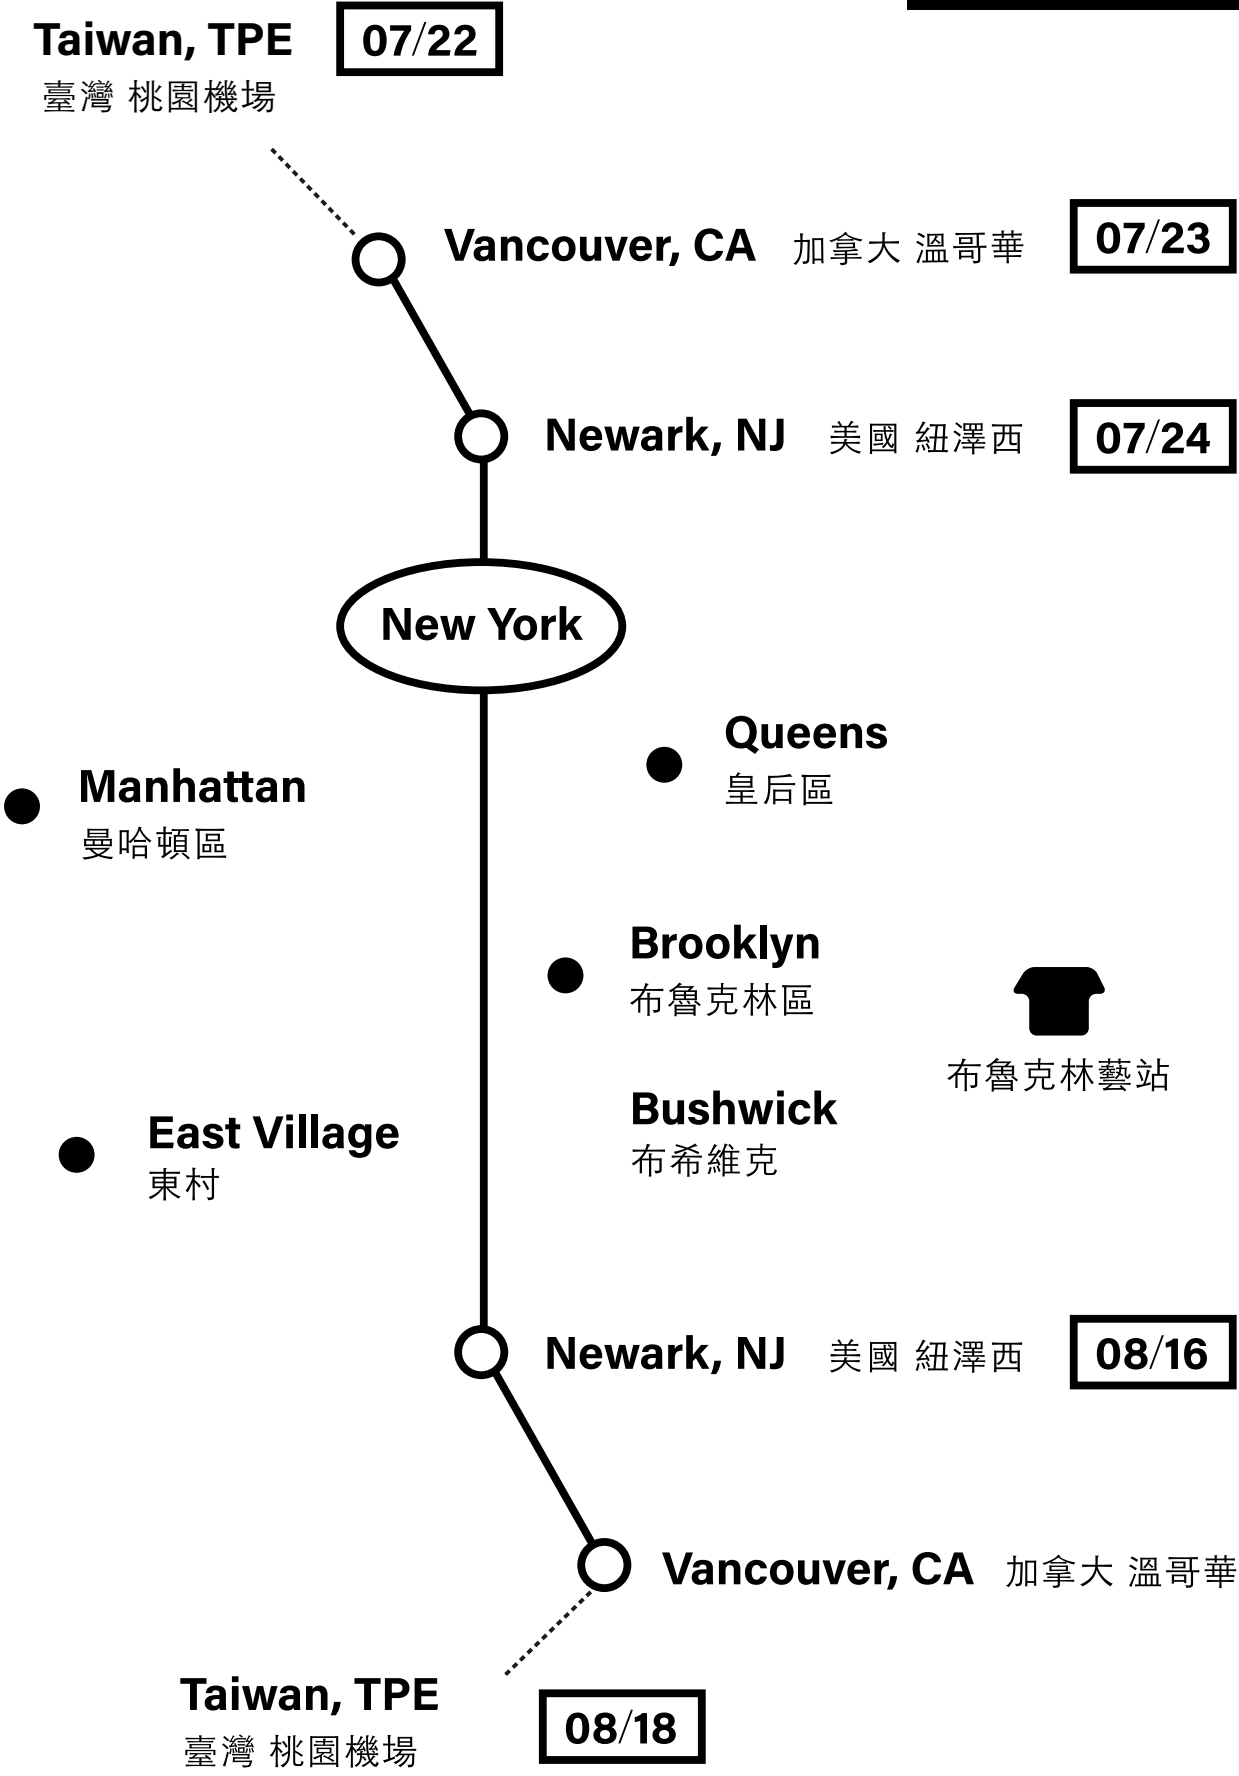 Taiwan, TPE
07/22
臺灣 桃園機場
Vancouver, CA 加拿大 溫哥華 07/23
Newark, NJ 美國 紐澤西 07/24
New York
Queens
皇后區
Manhattan
曼哈頓區
Brooklyn
布魯克林區
布魯克林藝站
Bushwick
布希維克
East Village
東村
Newark, NJ 美國 紐澤西 08/16
Vancouver, CA 加拿大 溫哥華
Taiwan, TPE
臺灣 桃園機場
08/18